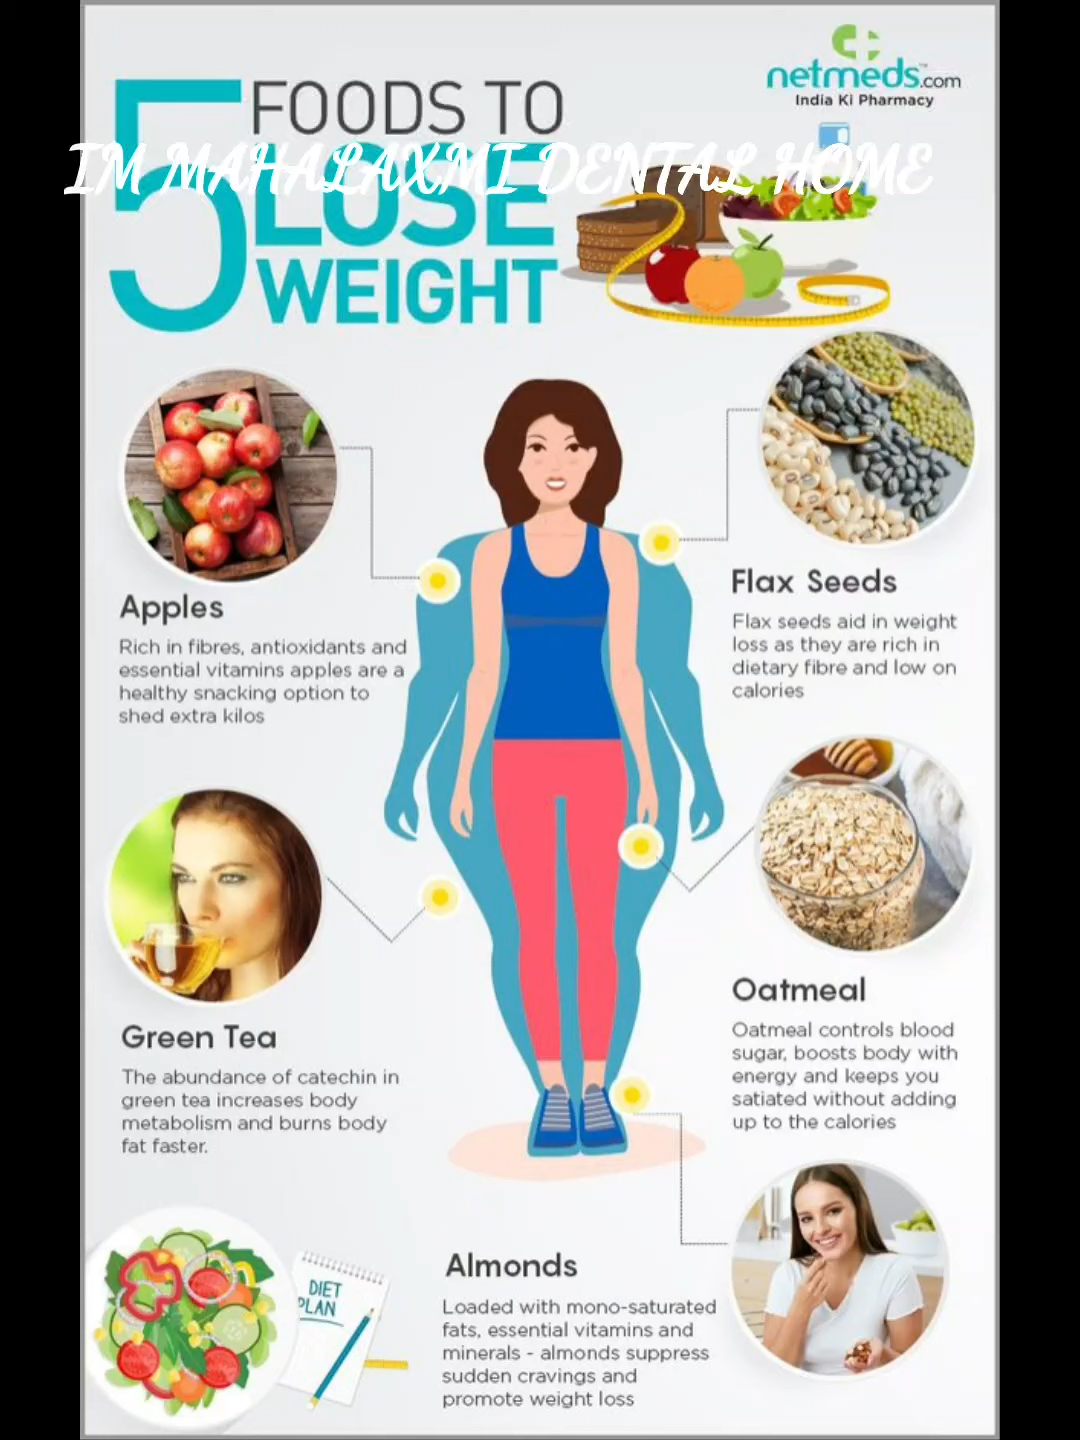 netmeds.com
India Ki Pharmacy
5 FOODS TO
LOSE
WEIGHT
IM MAHALAXMI DENTAL HOME
Apples
Rich in fibres, antioxidants and
essential vitamins apples are a
healthy snacking option to
shed extra kilos
Flax Seeds
Flax seeds aid in weight
loss as they are rich in
dietary fibre and low on
calories
Green Tea
The abundance of catechin in
green tea increases body
metabolism and burns body
fat faster.
Oatmeal
Oatmeal controls blood
sugar, boosts body with
energy and keeps you
satiated without adding
up to the calories
DIET
PLAN
Almonds
Loaded with mono-saturated
fats, essential vitamins and
minerals - almonds suppress
sudden cravings and
promote weight loss